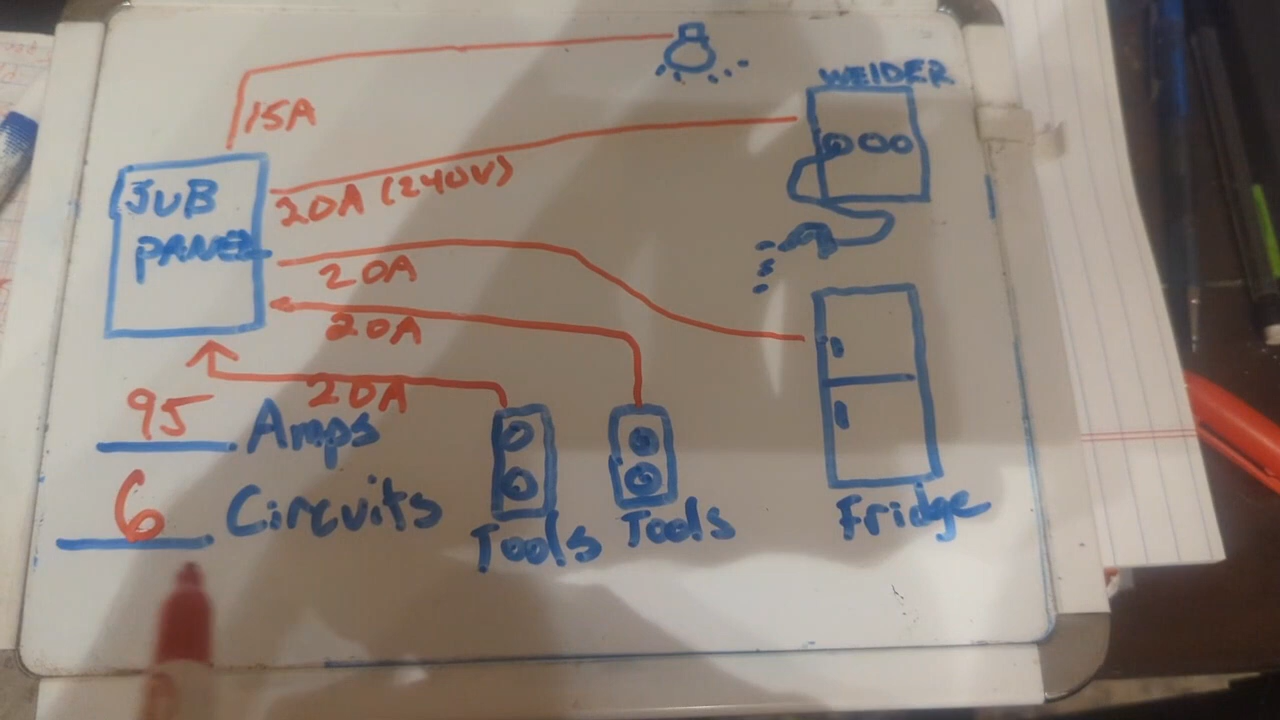 WELDER
15A
20A (240V)
SUB
PANEL
20A
20A
20A
95 Amps
6 Circuits
Tools
Tools
Fridge